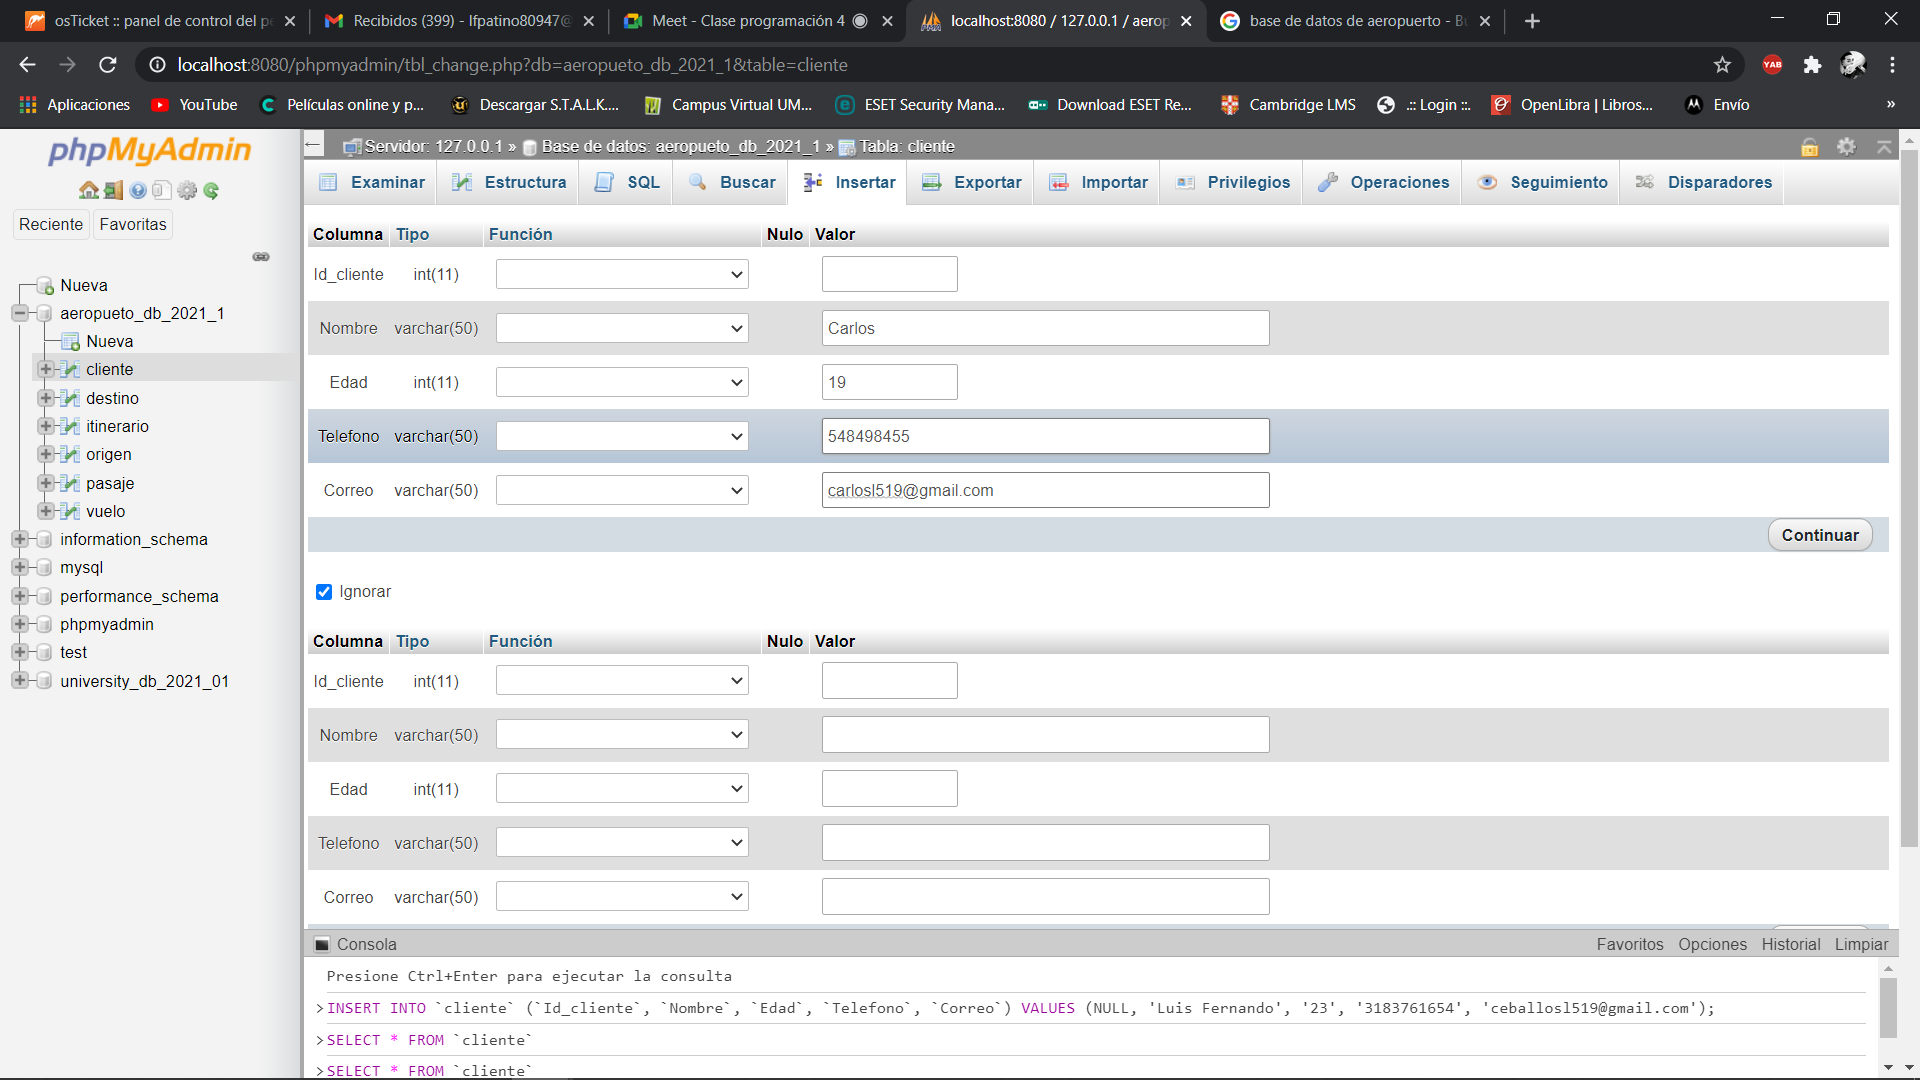 osTicket :: panel de control del pe
Recibidos (399) - lfpatino80947@
Meet - Clase programación 4
localhost:8080 / 127.0.0.1 / aerop
base de datos de aeropuerto - Bu
localhost:8080/phpmyadmin/tbl_change.php?db=aeropueto_db_2021_1&table=cliente
YAB
Aplicaciones
YouTube
Películas online y p...
Descargar S.T.A.L.K....
Campus Virtual UM...
ESET Security Mana...
Download ESET Re...
Cambridge LMS
.:: Login ::.
OpenLibra | Libros...
Envío
»
phpMyAdmin
Reciente
Favoritas
Nueva
aeropueto_db_2021_1
Nueva
cliente
destino
itinerario
origen
pasaje
vuelo
information_schema
mysql
performance_schema
phpmyadmin
test
university_db_2021_01
Servidor: 127.0.0.1 » Base de datos: aeropueto_db_2021_1 » Tabla: cliente
Examinar
Estructura
SQL
Buscar
Insertar
Exportar
Importar
Privilegios
Operaciones
Seguimiento
Disparadores
Columna Tipo Función Nulo Valor
Id_cliente int(11)
Nombre varchar(50) Carlos
Edad int(11) 19
Telefono varchar(50) 548498455
Correo varchar(50) carlosl519@gmail.com
Continuar
Ignorar
Columna Tipo Función Nulo Valor
Id_cliente int(11)
Nombre varchar(50)
Edad int(11)
Telefono varchar(50)
Correo varchar(50)
Consola
Favoritos Opciones Historial Limpiar
Presione Ctrl+Enter para ejecutar la consulta
>INSERT INTO `cliente` (`Id_cliente`, `Nombre`, `Edad`, `Telefono`, `Correo`) VALUES (NULL, 'Luis Fernando', '23', '3183761654', 'ceballosl519@gmail.com');
>SELECT * FROM `cliente`
>SELECT * FROM `cliente`